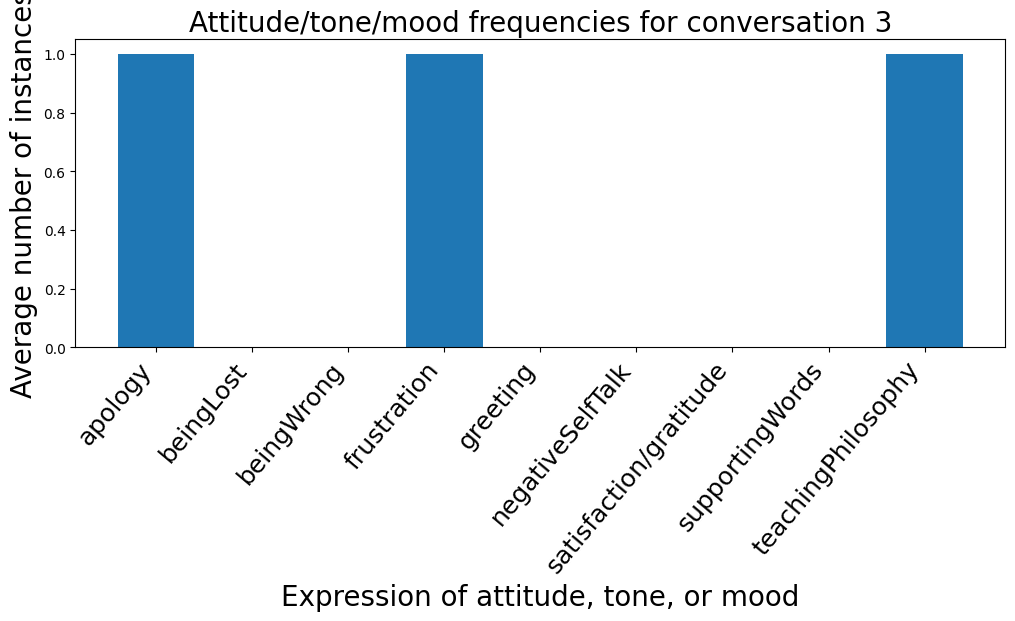 Attitude/tone/mood frequencies for conversation 3
Average number of instances
1.0
0.8
0.6
0.4
0.2
0.0
apology
beingLost
beingWrong
frustration
greeting
negativeSelfTalk
satisfaction/gratitude
supportingWords
teachingPhilosophy
Expression of attitude, tone, or mood